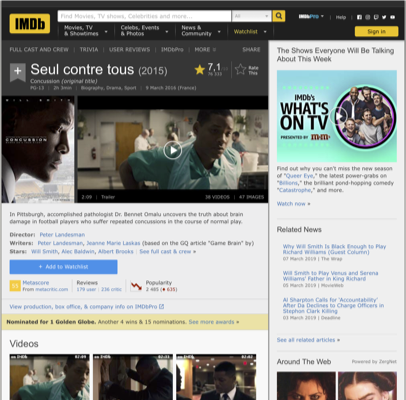 IMDb
Find Movies, TV shows, Celebrities and more...
All
IMDbPro
Help
Movies, TV & Showtimes
Celebs, Events & Photos
News & Community
Watchlist
Sign in
FULL CAST AND CREW | TRIVIA | USER REVIEWS | IMDbPro | MORE
SHARE
Seul contre tous (2015)
Concussion (original title)
PG-13 | 2h 3min | Biography, Drama, Sport | 9 March 2016 (France)
7,1
Rate This
WILL SMITH
CONCUSSION
2:09 | Trailer
38 VIDEOS | 47 IMAGES
In Pittsburgh, accomplished pathologist Dr. Bennet Omalu uncovers the truth about brain
damage in football players who suffer repeated concussions in the course of normal play.
Director: Peter Landesman
Writers: Peter Landesman, Jeanne Marie Laskas (based on the GQ article "Game Brain" by)
Stars: Will Smith, Alec Baldwin, Albert Brooks | See full cast & crew »
+ Add to Watchlist
Metascore
From metacritic.com
Reviews
179 user | 236 critic
Popularity
2 485 (635)
View production, box office, & company info on IMDbPro
Nominated for 1 Golden Globe. Another 4 wins & 15 nominations. See more awards »
Videos
The Shows Everyone Will Be Talking
About This Week
IMDb's
WHAT'S
ON TV
PRESENTED BY m&m's
Find out why you can't miss the new season
of "Queer Eye," the latest power-grabs on
"Billions," the brilliant pond-hopping comedy
"Catastrophe," and more.
Watch now »
Related News
Why Will Smith Is Black Enough to Play
Richard Williams (Guest Column)
07 March 2019 | The Wrap
Will Smith to Play Venus and Serena
Williams' Father in King Richard
05 March 2019 | MovieWeb
Al Sharpton Calls for 'Accountability'
After Da Declines to Charge Officers in
Stephon Clark Killing
03 March 2019 | Deadline
See all related articles »
Around The Web
Powered by ZergNet